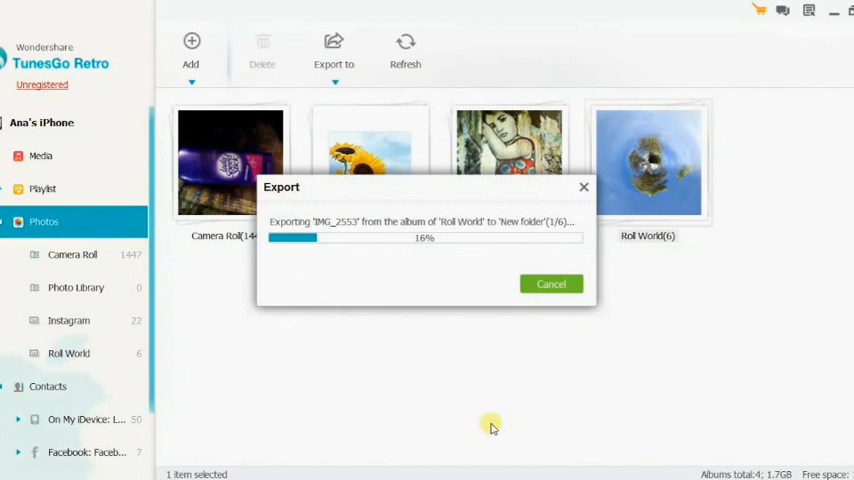 Wondershare
TunesGo Retro
Unregistered
Add
Delete
Export to
Refresh
Ana's iPhone
Media
Playlist
Photos
Camera Roll 1447
Photo Library 0
Instagram 22
Roll World 6
Contacts
On My iDevice: L... 50
Facebook: Faceb... 7
Camera Roll(144
Roll World(6)
Export
Exporting 'IMG_2553' from the album of 'Roll World' to 'New folder'(1/6)...
16%
Cancel
1 item selected
Albums total:4; 1.7GB
Free space: